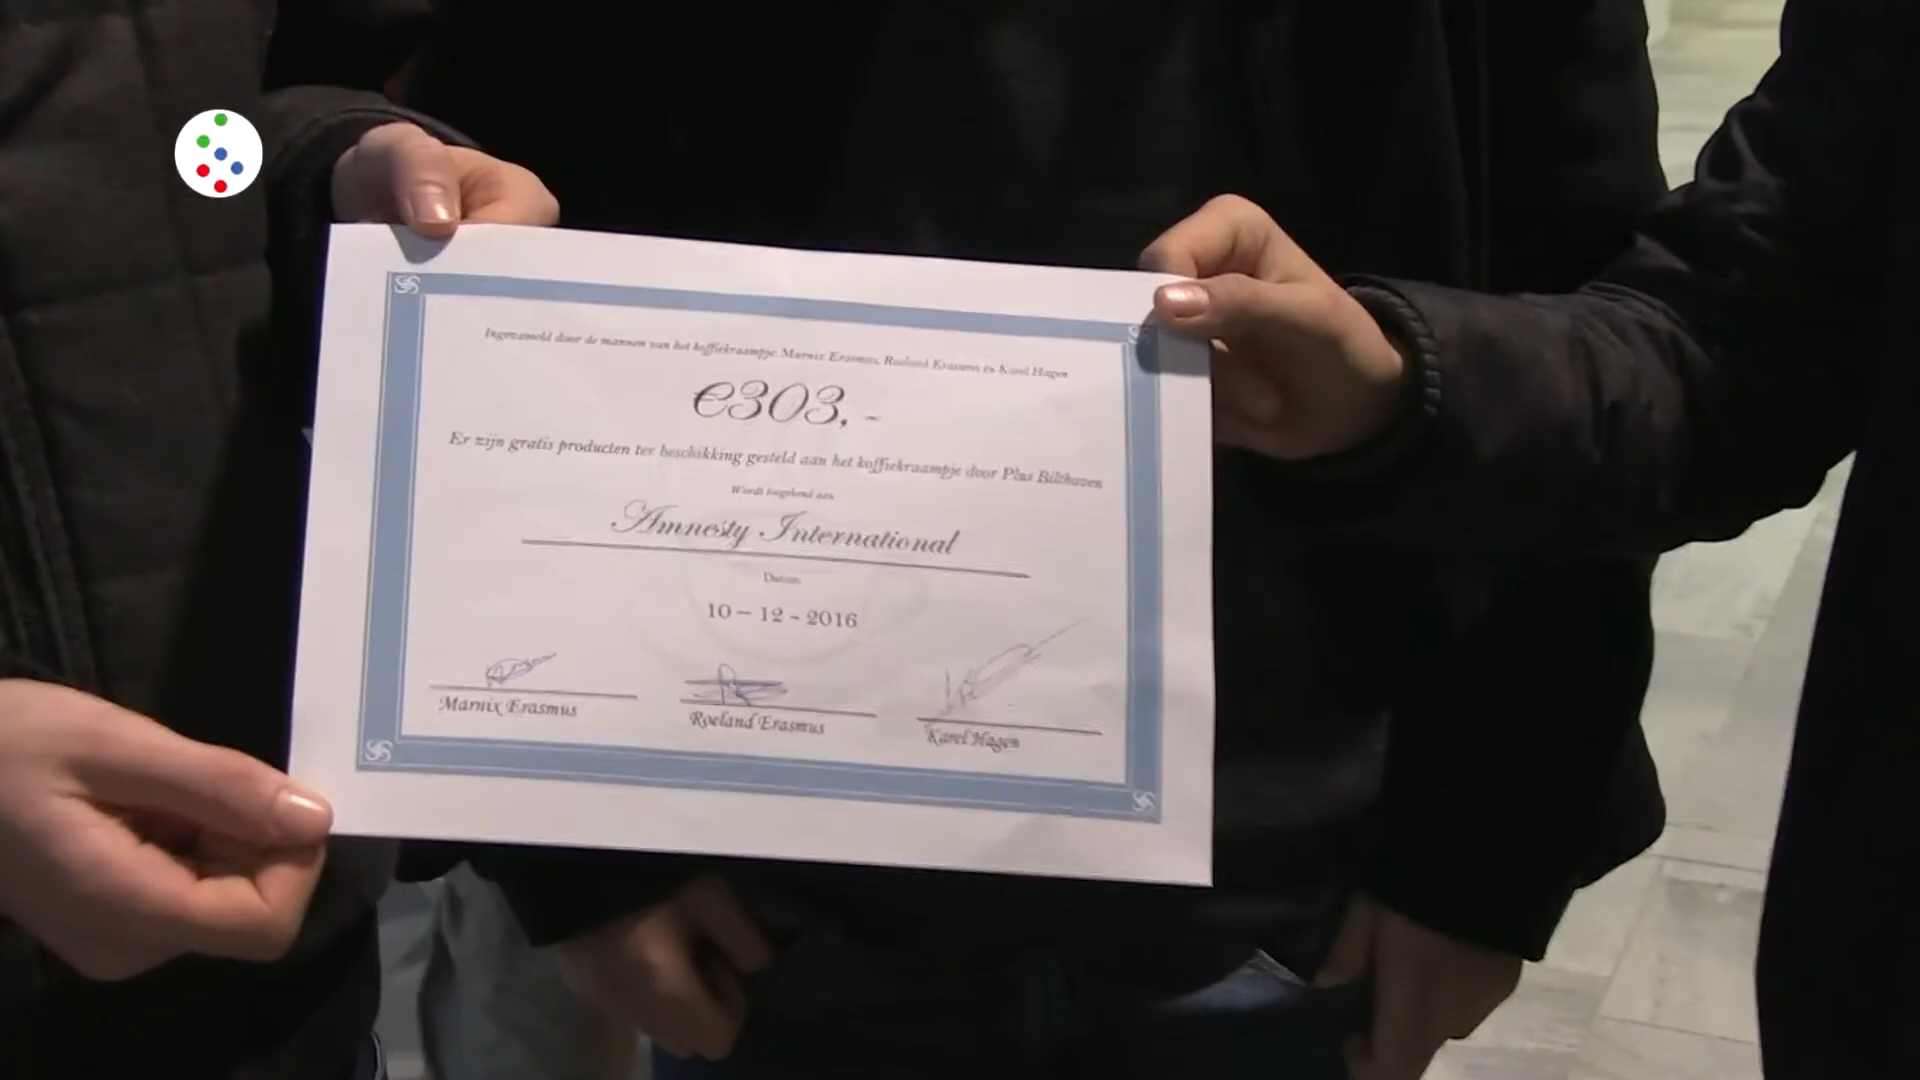 Ingezameld door de mannen van het koffiekraampje Marnix Erasmus, Roeland Erasmus en Karel Hagen
€303,-
Er zijn gratis producten ter beschikking gesteld aan het koffiekraampje door Plus Bilthoven
Wordt toegekend aan
Amnesty International
Datum
10 – 12 - 2016
Marnix Erasmus
Roeland Erasmus
Karel Hagen